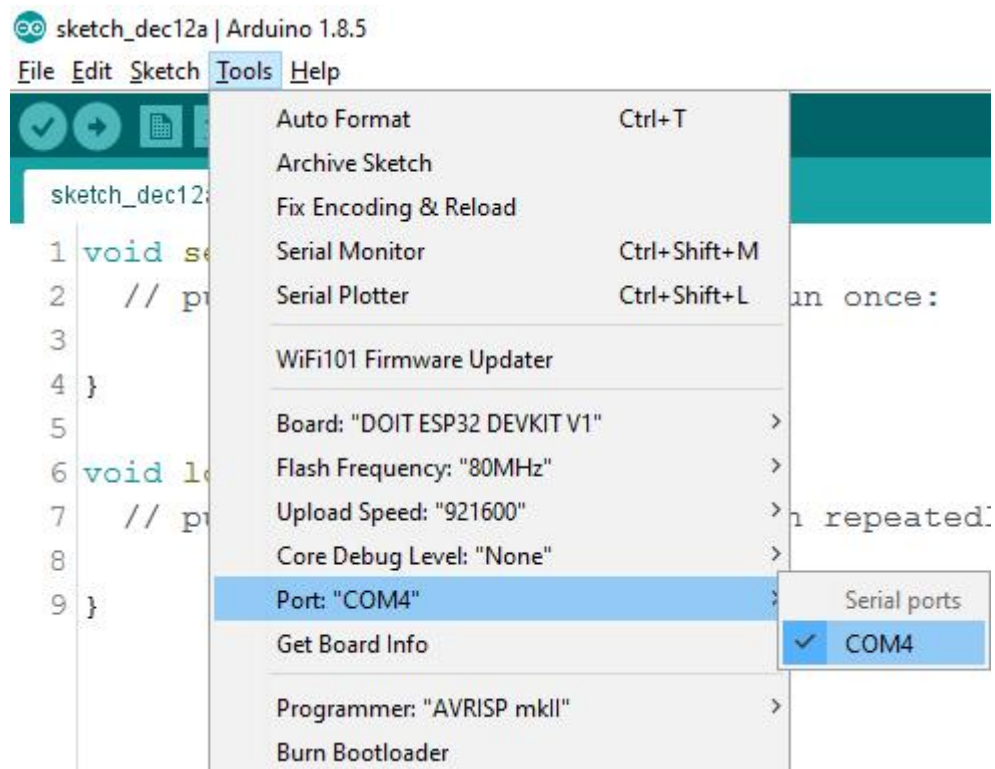 sketch_dec12a | Arduino 1.8.5
File Edit Sketch Tools Help
Auto Format Ctrl+T
Archive Sketch
sketch_dec12a
Fix Encoding & Reload
1 void se
Serial Monitor Ctrl+Shift+M
2 // pu
Serial Plotter Ctrl+Shift+L
un once:
3
WiFi101 Firmware Updater
4 }
5
Board: "DOIT ESP32 DEVKIT V1"
6 void lo
Flash Frequency: "80MHz"
7 // pu
Upload Speed: "921600"
repeatedl
8
Core Debug Level: "None"
9 }
Port: "COM4"
Serial ports
Get Board Info
COM4
Programmer: "AVRISP mkII"
Burn Bootloader